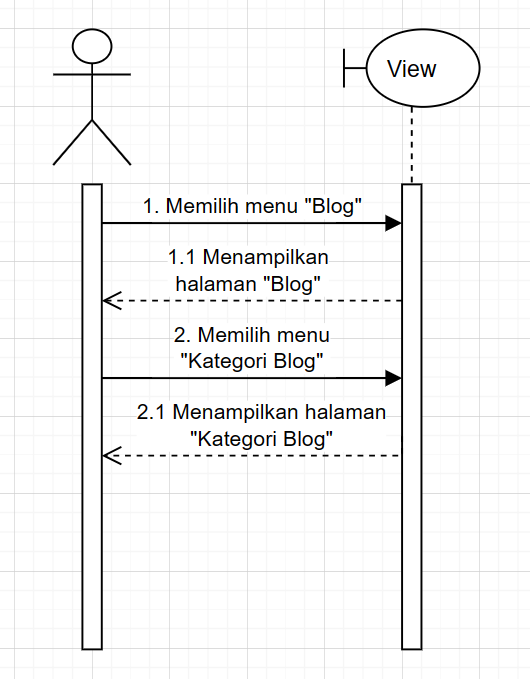 View
1. Memilih menu "Blog"
1.1 Menampilkan
halaman "Blog"
2. Memilih menu
"Kategori Blog"
2.1 Menampilkan halaman
"Kategori Blog"